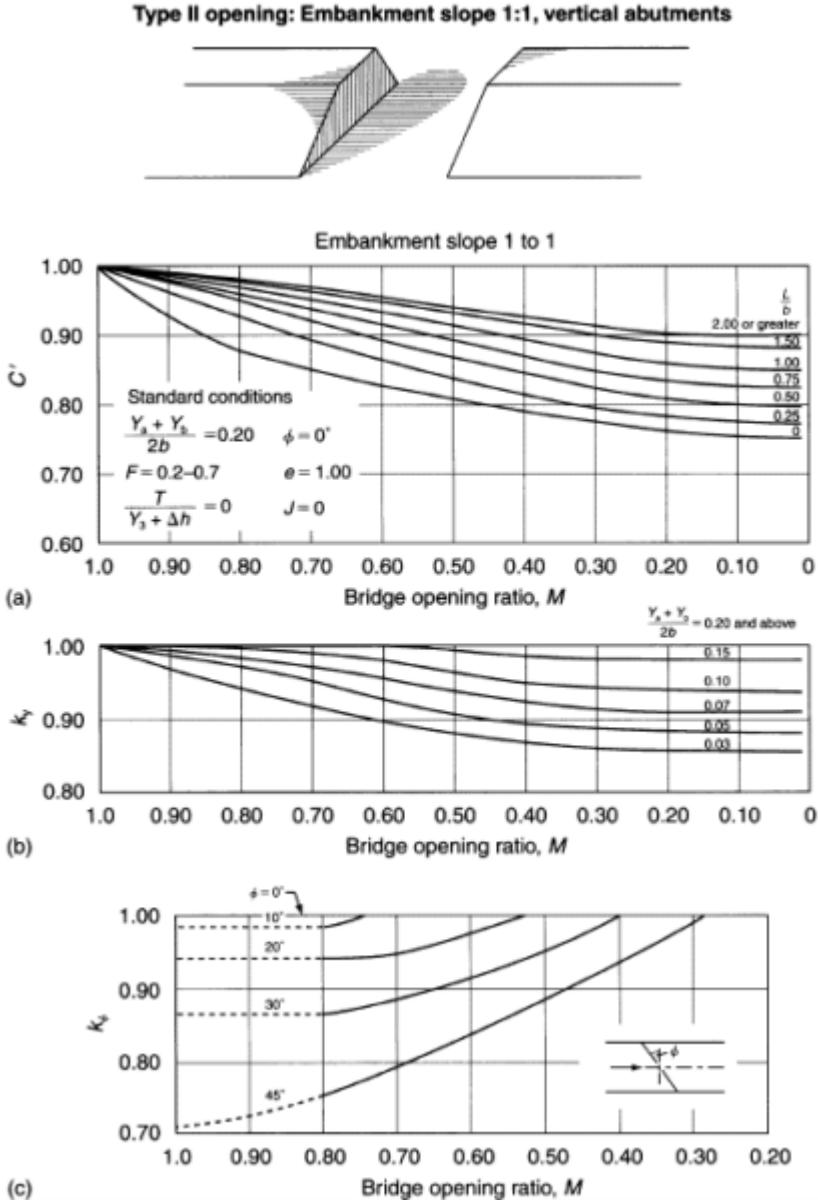 Type II opening: Embankment slope 1:1, vertical abutments
Embankment slope 1 to 1
1.00
0.90
0.80
0.70
0.60
C'
L
b
2.00 or greater
1.50
1.00
0.75
0.50
0.25
0
Standard conditions
Yₐ + Y_b
2b
=0.20
ϕ=0°
F=0.2–0.7
e=1.00
T
Y₃ + Δh
=0
J=0
1.0 0.90 0.80 0.70 0.60 0.50 0.40 0.30 0.20 0.10 0
(a)
Bridge opening ratio, M
Yₐ + Y_b
2b
=0.20 and above
1.00
0.90
0.80
k_y
0.15
0.10
0.07
0.05
0.03
1.0 0.90 0.80 0.70 0.60 0.50 0.40 0.30 0.20 0.10 0
(b)
Bridge opening ratio, M
ϕ=0°
1.00
0.90
0.80
0.70
k_ϕ
10°
20°
30°
45°
ϕ
1.0 0.90 0.80 0.70 0.60 0.50 0.40 0.30 0.20
(c)
Bridge opening ratio, M